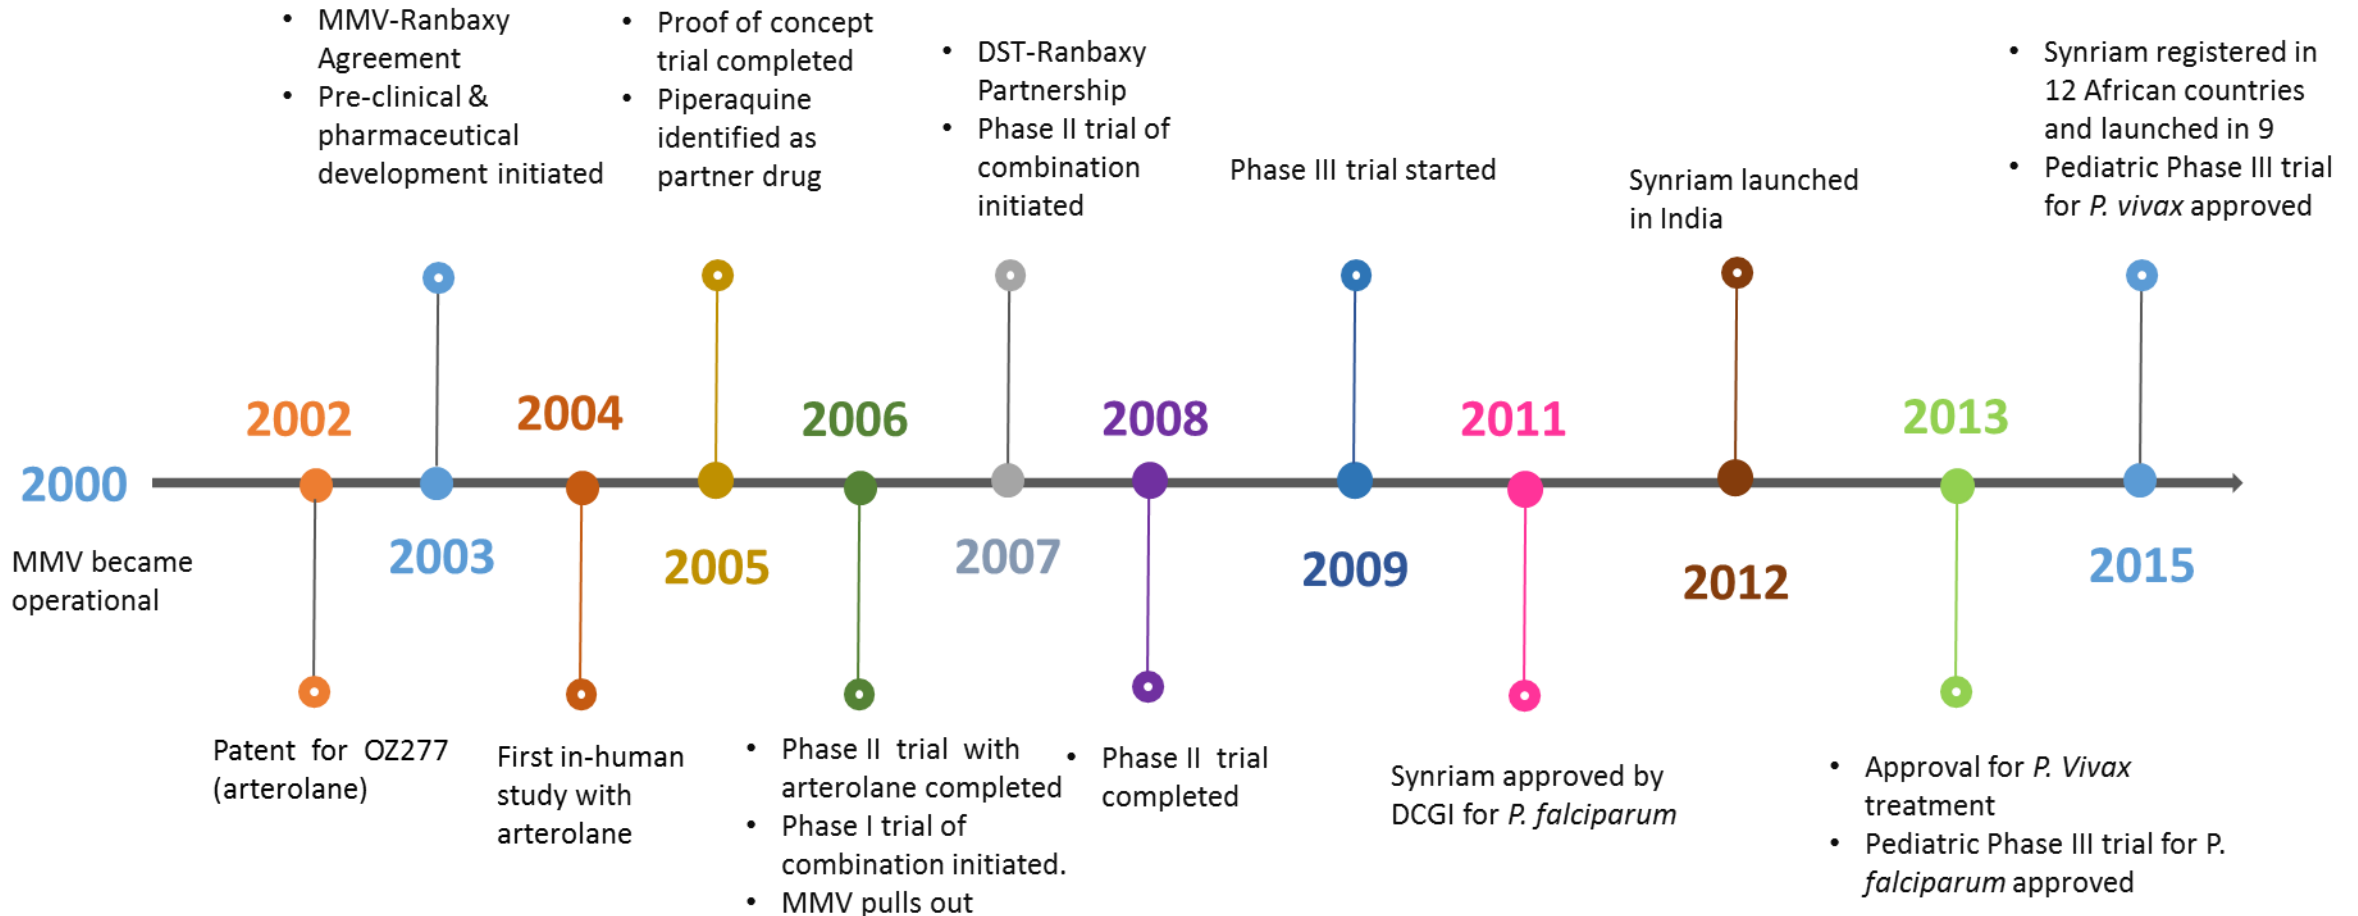 • MMV-Ranbaxy
Agreement
• Pre-clinical &
pharmaceutical
development initiated
• Proof of concept
trial completed
• Piperaquine
identified as
partner drug
• DST-Ranbaxy
Partnership
• Phase II trial of
combination
initiated
Phase III trial started
Synriam launched
in India
• Synriam registered in
12 African countries
and launched in 9
• Pediatric Phase III trial
for P. vivax approved
2002
2004
2006
2008
2011
2013
2000
2003
2005
2007
2009
2012
2015
MMV became
operational
Patent for OZ277
(arterolane)
First in-human
study with
arterolane
• Phase II trial with
arterolane completed
• Phase I trial of
combination initiated.
• MMV pulls out
• Phase II trial
completed
Synriam approved by
DCGI for P. falciparum
• Approval for P. Vivax
treatment
• Pediatric Phase III trial for P.
falciparum approved